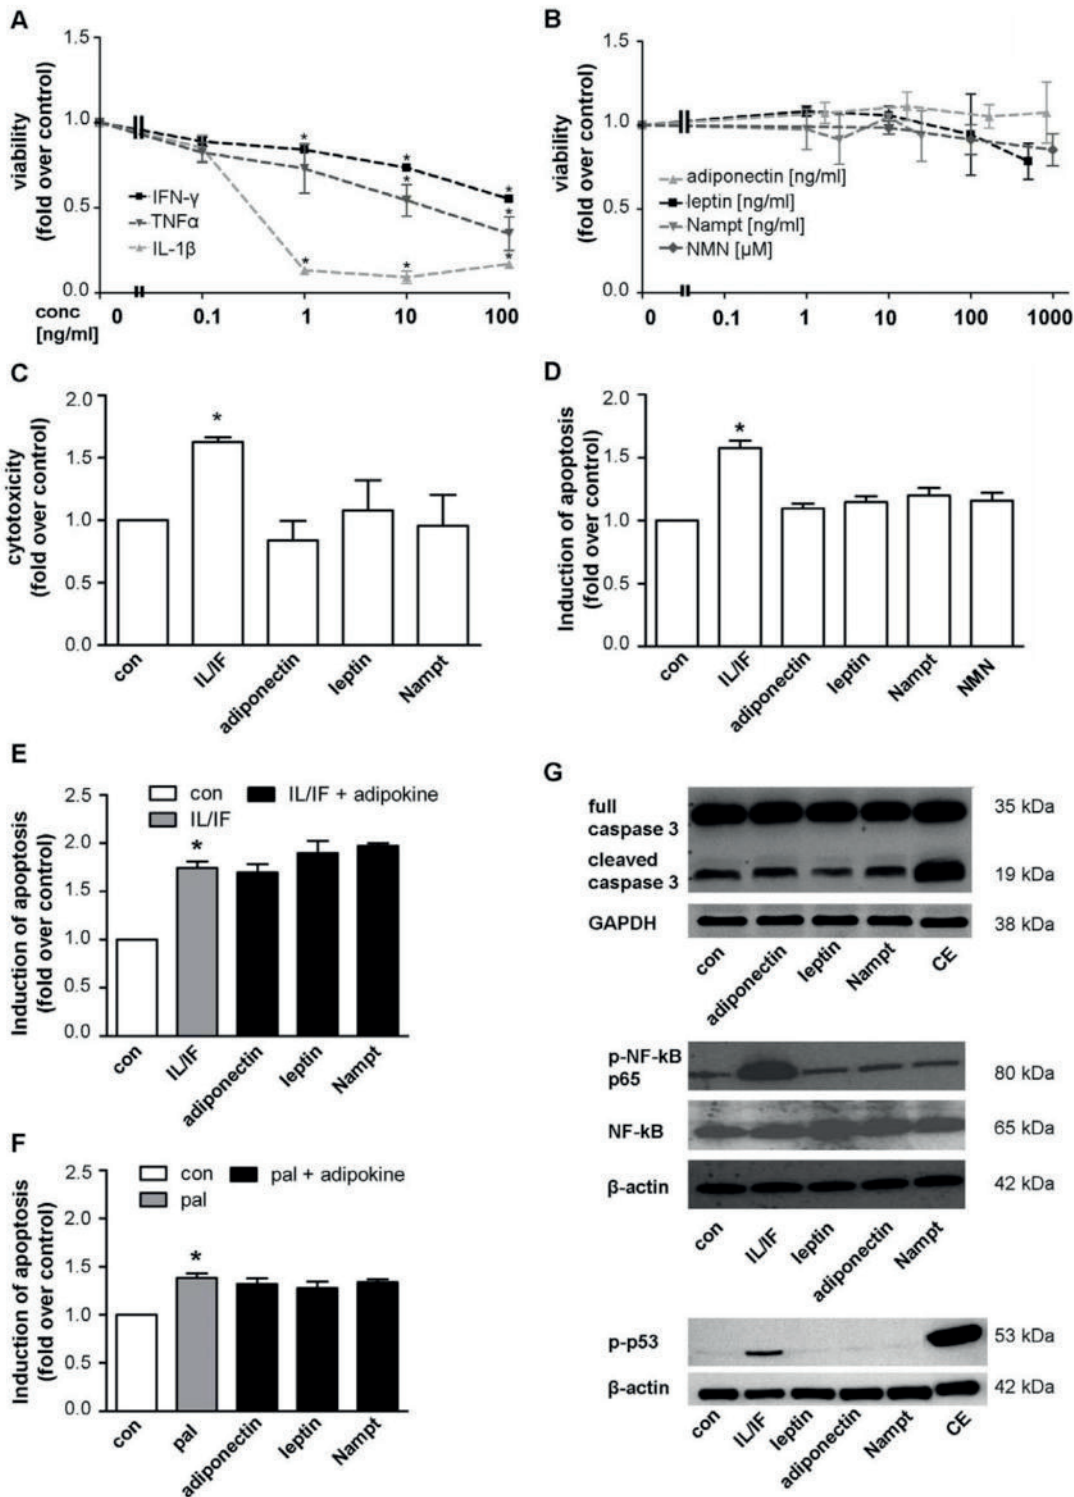 A
viability
(fold over control)
1.5
1.0
0.5
0.0
IFN-γ
TNFα
IL-1β
* * * * * * * * *
conc
[ng/ml]
0 0.1 1 10 100
B
viability
(fold over control)
1.5
1.0
0.5
0.0
adiponectin [ng/ml]
leptin [ng/ml]
Nampt [ng/ml]
NMN [µM]
0 0.1 1 10 100 1000
C
cytotoxicity
(fold over control)
2.0
1.5
1.0
0.5
0.0
*
con IL/IF adiponectin leptin Nampt
D
Induction of apoptosis
(fold over control)
2.0
1.5
1.0
0.5
0.0
*
con IL/IF adiponectin leptin Nampt NMN
E
Induction of apoptosis
(fold over control)
con IL/IF + adipokine
IL/IF
2.5
2.0
1.5
1.0
0.5
0.0
*
con IL/IF adiponectin leptin Nampt
F
Induction of apoptosis
(fold over control)
con pal + adipokine
pal
2.5
2.0
1.5
1.0
0.5
0.0
*
con pal adiponectin leptin Nampt
G
full
caspase 3
35 kDa
cleaved
caspase 3
19 kDa
GAPDH 38 kDa
con adiponectin leptin Nampt CE
p-NF-kB
p65
80 kDa
NF-kB 65 kDa
β-actin 42 kDa
con IL/IF leptin adiponectin Nampt
p-p53 53 kDa
β-actin 42 kDa
con IL/IF leptin adiponectin Nampt CE